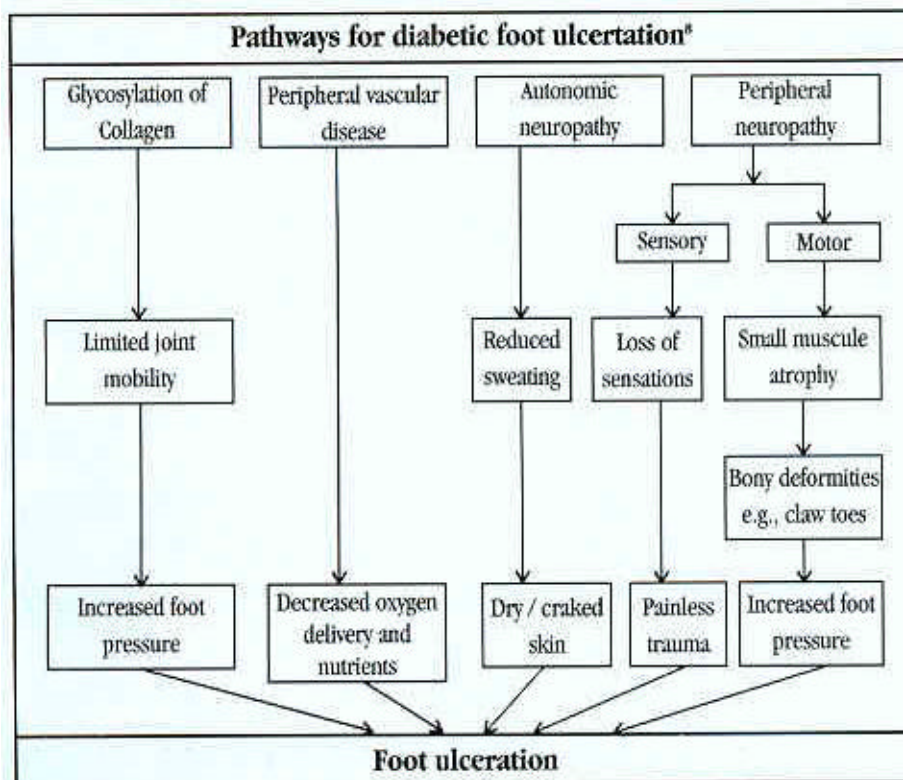 Pathways for diabetic foot ulcertation⁸
Glycosylation of
Collagen
Peripheral vascular
disease
Autonomic
neuropathy
Peripheral
neuropathy
Sensory
Motor
Limited joint
mobility
Reduced
sweating
Loss of
sensations
Small muscule
atrophy
Bony deformities
e.g., claw toes
Increased foot
pressure
Decreased oxygen
delivery and
nutrients
Dry / craked
skin
Painless
trauma
Increased foot
pressure
Foot ulceration